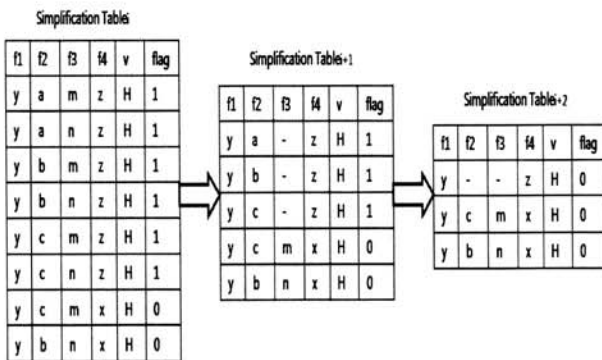 Simplification Tablei
f1 f2 f3 f4 v flag
y a m z H 1
y a n z H 1
y b m z H 1
y b n z H 1
y c m z H 1
y c n z H 1
y c m x H 0
y b n x H 0
Simplification Tablei+1
f1 f2 f3 f4 v flag
y a - z H 1
y b - z H 1
y c - z H 1
y c m x H 0
y b n x H 0
Simplification Tablei+2
f1 f2 f3 f4 v flag
y - - z H 0
y c m x H 0
y b n x H 0